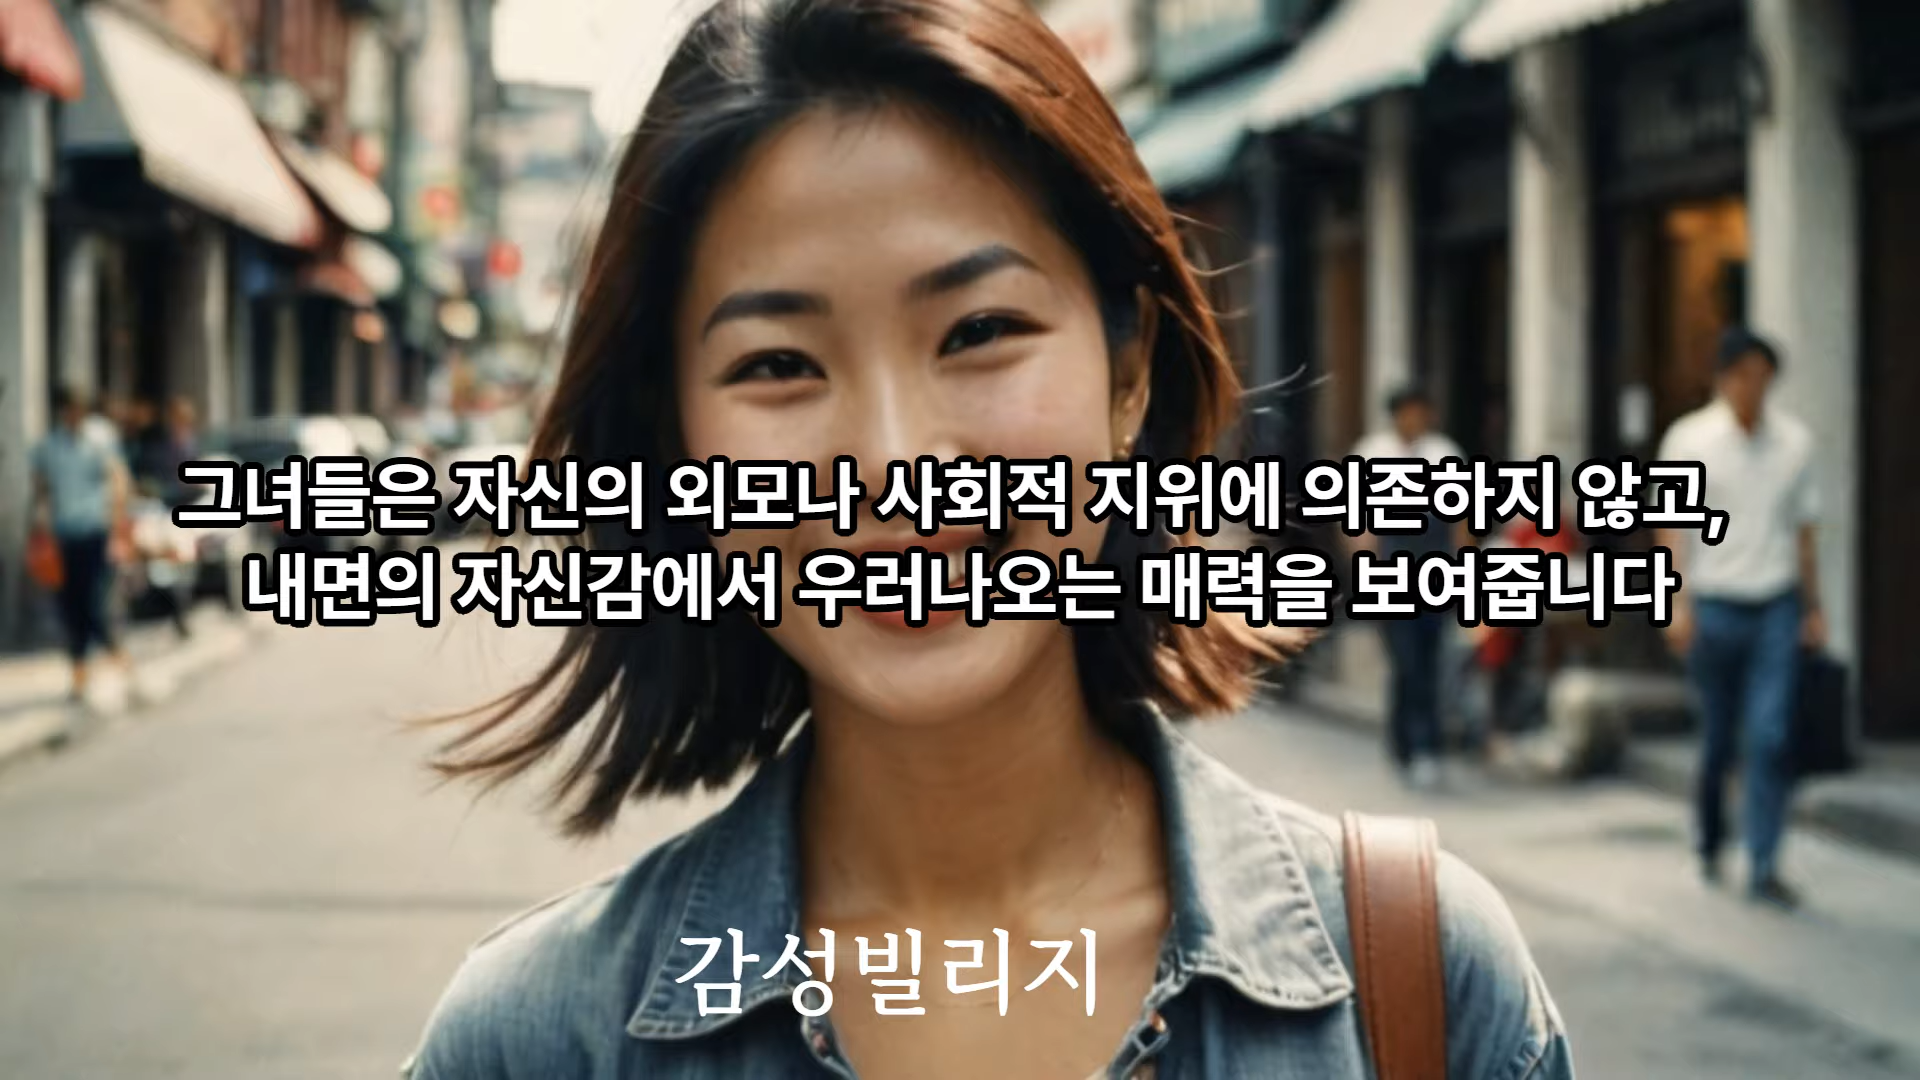 그녀들은 자신의 외모나 사회적 지위에 의존하지 않고,
내면의 자신감에서 우러나오는 매력을 보여줍니다
감성빌리지